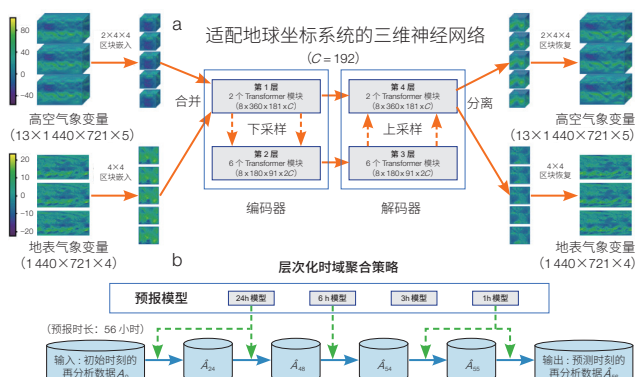 a
适配地球坐标系统的三维神经网络
(C = 192)
80
40
0
−40
2×4×4
区块嵌入
高空气象变量
(13×1 440×721×5)
20
10
0
−10
−20
4×4
区块嵌入
地表气象变量
(1 440×721×4)
合并
第 1 层
2 个 Transformer 模块
(8×360×181×C)
下采样
第 2 层
6 个 Transformer 模块
(8×180×91×2C)
编码器
第 4 层
2 个 Transformer 模块
(8×360×181×C)
上采样
第 3 层
6 个 Transformer 模块
(8×180×91×2C)
解码器
分离
2×4×4
区块恢复
高空气象变量
(13×1 440×721×5)
4×4
区块恢复
地表气象变量
(1 440×721×4)
b
层次化时域聚合策略
预报模型
24h 模型
6 h 模型
3h 模型
1h 模型
(预报时长：56 小时)
输入：初始时刻的
再分析数据A₀
Â₂₄
Â₄₈
Â₅₄
Â₅₅
输出：预测时刻的
再分析数据Â₅₆